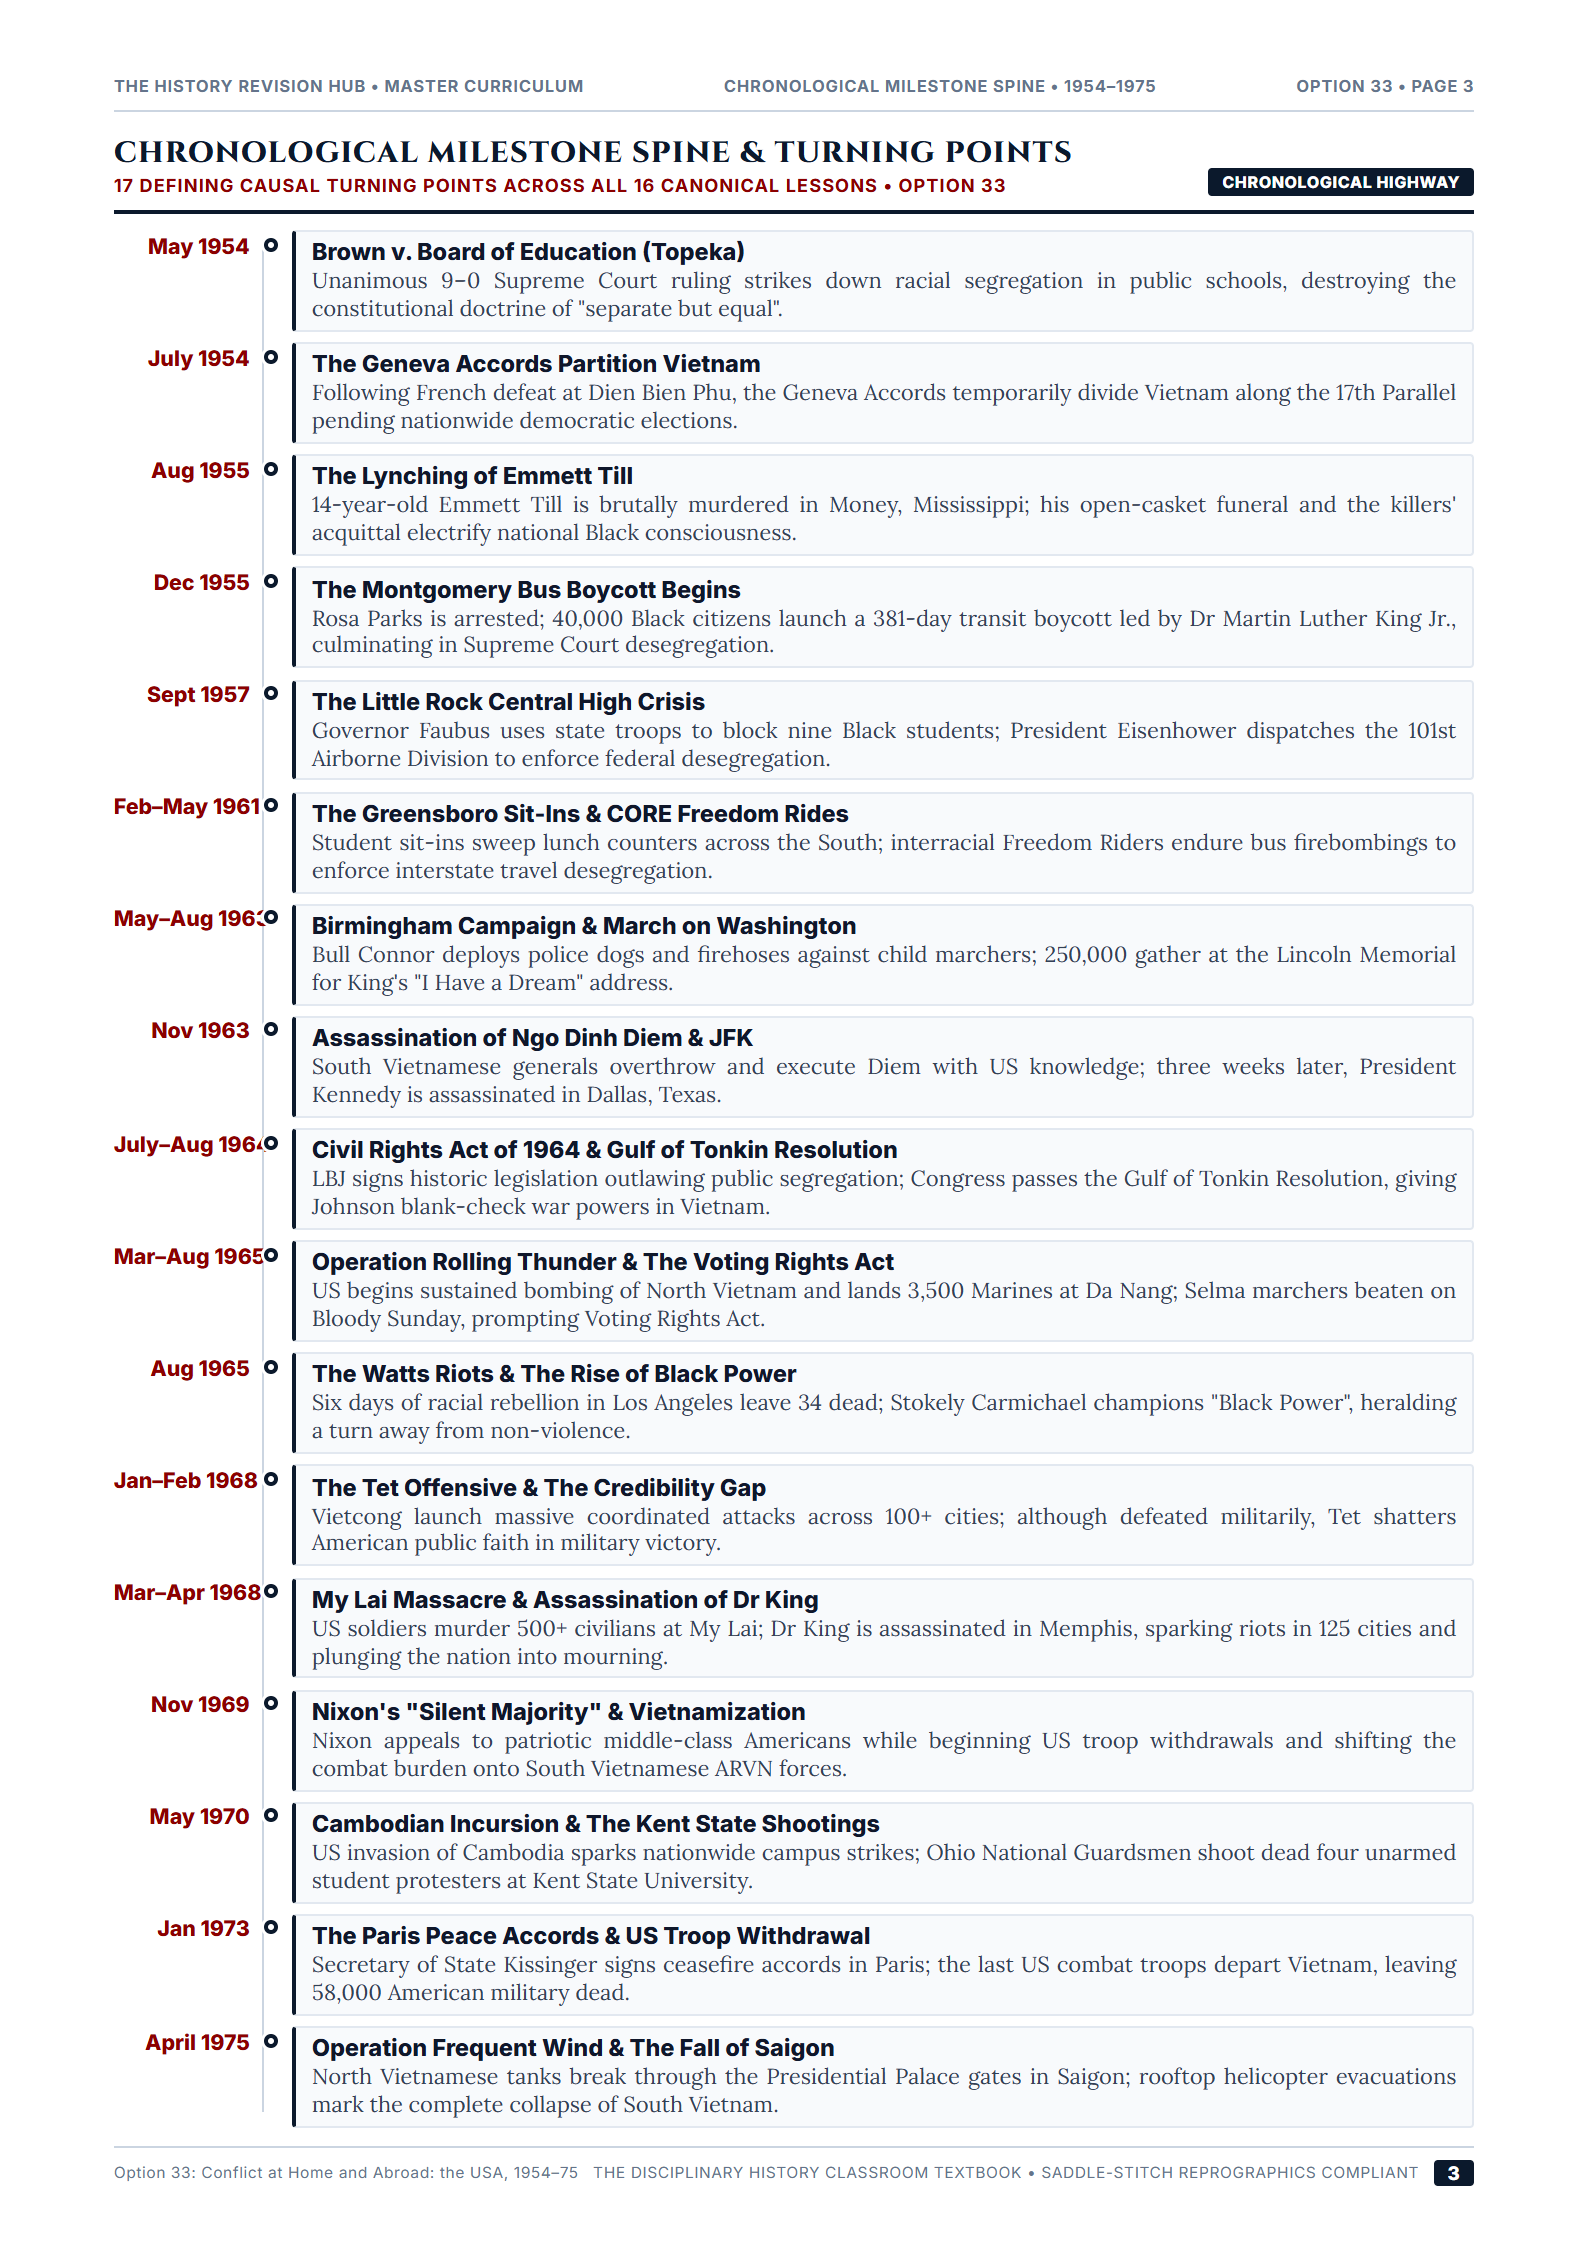 THE HISTORY REVISION HUB • MASTER CURRICULUM CHRONOLOGICAL MILESTONE SPINE • 1954–1975 OPTION 33 • PAGE 3
CHRONOLOGICAL MILESTONE SPINE & TURNING POINTS
17 DEFINING CAUSAL TURNING POINTS ACROSS ALL 16 CANONICAL LESSONS • OPTION 33
CHRONOLOGICAL HIGHWAY
May 1954
Brown v. Board of Education (Topeka)
Unanimous 9–0 Supreme Court ruling strikes down racial segregation in public schools, destroying the
constitutional doctrine of "separate but equal".
July 1954
The Geneva Accords Partition Vietnam
Following French defeat at Dien Bien Phu, the Geneva Accords temporarily divide Vietnam along the 17th Parallel
pending nationwide democratic elections.
Aug 1955
The Lynching of Emmett Till
14-year-old Emmett Till is brutally murdered in Money, Mississippi; his open-casket funeral and the killers'
acquittal electrify national Black consciousness.
Dec 1955
The Montgomery Bus Boycott Begins
Rosa Parks is arrested; 40,000 Black citizens launch a 381-day transit boycott led by Dr Martin Luther King Jr.,
culminating in Supreme Court desegregation.
Sept 1957
The Little Rock Central High Crisis
Governor Faubus uses state troops to block nine Black students; President Eisenhower dispatches the 101st
Airborne Division to enforce federal desegregation.
Feb–May 1961
The Greensboro Sit-Ins & CORE Freedom Rides
Student sit-ins sweep lunch counters across the South; interracial Freedom Riders endure bus firebombings to
enforce interstate travel desegregation.
May–Aug 1963
Birmingham Campaign & March on Washington
Bull Connor deploys police dogs and firehoses against child marchers; 250,000 gather at the Lincoln Memorial
for King's "I Have a Dream" address.
Nov 1963
Assassination of Ngo Dinh Diem & JFK
South Vietnamese generals overthrow and execute Diem with US knowledge; three weeks later, President
Kennedy is assassinated in Dallas, Texas.
July–Aug 1964
Civil Rights Act of 1964 & Gulf of Tonkin Resolution
LBJ signs historic legislation outlawing public segregation; Congress passes the Gulf of Tonkin Resolution, giving
Johnson blank-check war powers in Vietnam.
Mar–Aug 1965
Operation Rolling Thunder & The Voting Rights Act
US begins sustained bombing of North Vietnam and lands 3,500 Marines at Da Nang; Selma marchers beaten on
Bloody Sunday, prompting Voting Rights Act.
Aug 1965
The Watts Riots & The Rise of Black Power
Six days of racial rebellion in Los Angeles leave 34 dead; Stokely Carmichael champions "Black Power", heralding
a turn away from non-violence.
Jan–Feb 1968
The Tet Offensive & The Credibility Gap
Vietcong launch massive coordinated attacks across 100+ cities; although defeated militarily, Tet shatters
American public faith in military victory.
Mar–Apr 1968
My Lai Massacre & Assassination of Dr King
US soldiers murder 500+ civilians at My Lai; Dr King is assassinated in Memphis, sparking riots in 125 cities and
plunging the nation into mourning.
Nov 1969
Nixon's "Silent Majority" & Vietnamization
Nixon appeals to patriotic middle-class Americans while beginning US troop withdrawals and shifting the
combat burden onto South Vietnamese ARVN forces.
May 1970
Cambodian Incursion & The Kent State Shootings
US invasion of Cambodia sparks nationwide campus strikes; Ohio National Guardsmen shoot dead four unarmed
student protesters at Kent State University.
Jan 1973
The Paris Peace Accords & US Troop Withdrawal
Secretary of State Kissinger signs ceasefire accords in Paris; the last US combat troops depart Vietnam, leaving
58,000 American military dead.
April 1975
Operation Frequent Wind & The Fall of Saigon
North Vietnamese tanks break through the Presidential Palace gates in Saigon; rooftop helicopter evacuations
mark the complete collapse of South Vietnam.
Option 33: Conflict at Home and Abroad: the USA, 1954–75 THE DISCIPLINARY HISTORY CLASSROOM TEXTBOOK • SADDLE-STITCH REPROGRAPHICS COMPLIANT 3